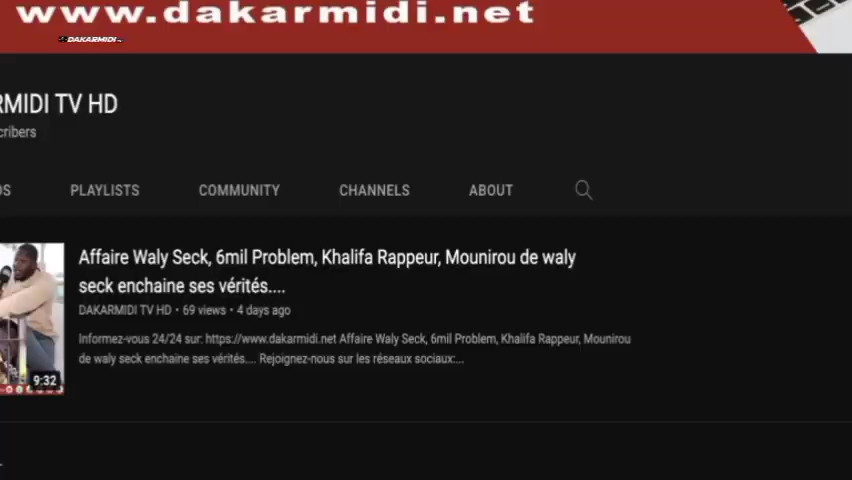 www.dakarmidi.net
DAKARMIDI
RMIDI TV HD
cribers
OS PLAYLISTS COMMUNITY CHANNELS ABOUT
Affaire Waly Seck, 6mil Problem, Khalifa Rappeur, Mounirou de waly
seck enchaine ses vérités....
DAKARMIDI TV HD • 69 views • 4 days ago
Informez-vous 24/24 sur: https://www.dakarmidi.net Affaire Waly Seck, 6mil Problem, Khalifa Rappeur, Mounirou
de waly seck enchaine ses vérités.... Rejoignez-nous sur les réseaux sociaux:...
9:32